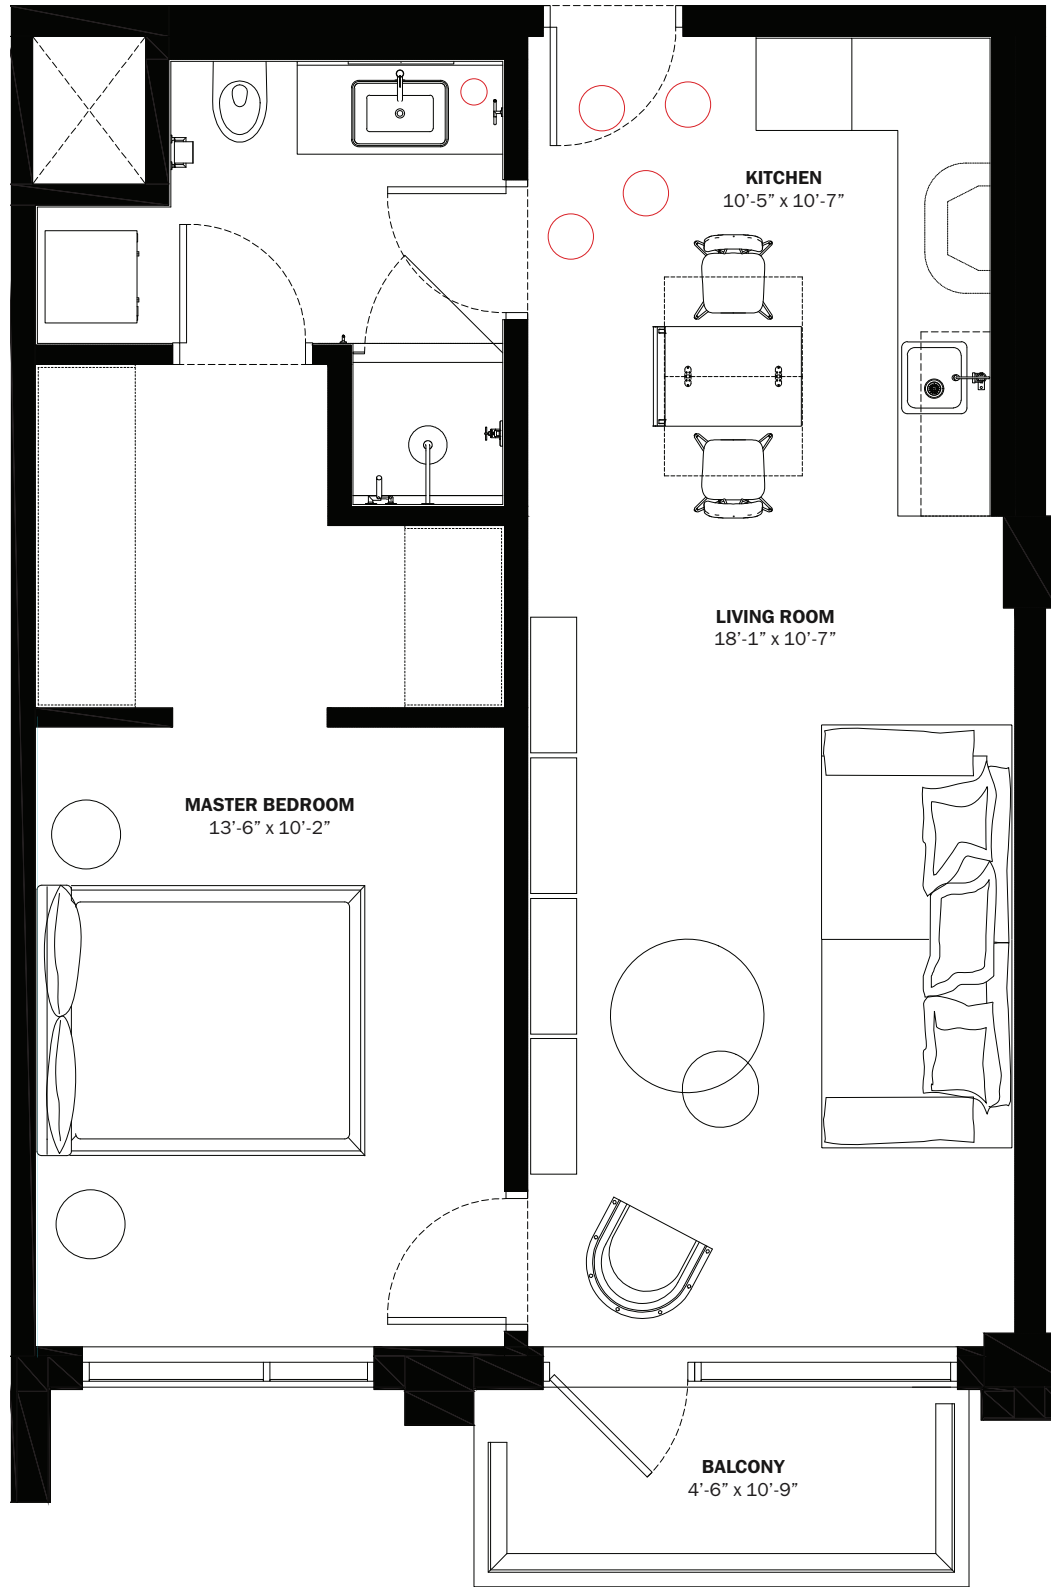 KITCHEN
10’-5” x 10’-7”
LIVING ROOM
18’-1” x 10’-7”
MASTER BEDROOM
13’-6” x 10’-2”
BALCONY
4’-6” x 10’-9”